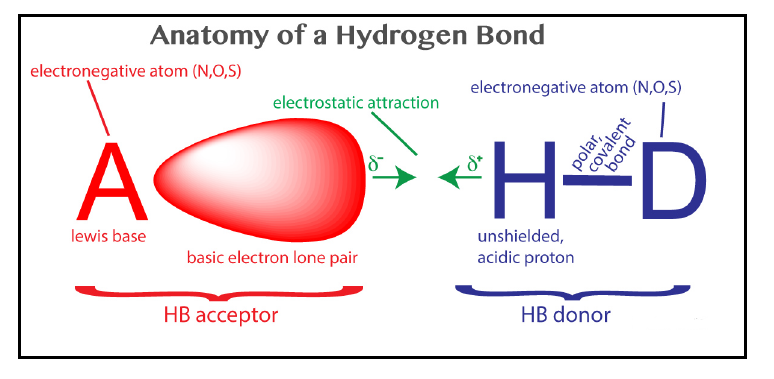 Anatomy of a Hydrogen Bond
electronegative atom (N,O,S)
electrostatic attraction
electronegative atom (N,O,S)
polar,
covalent
bond
A
δ-
δ+
H
D
lewis base
basic electron lone pair
unshielded,
acidic proton
HB acceptor
HB donor